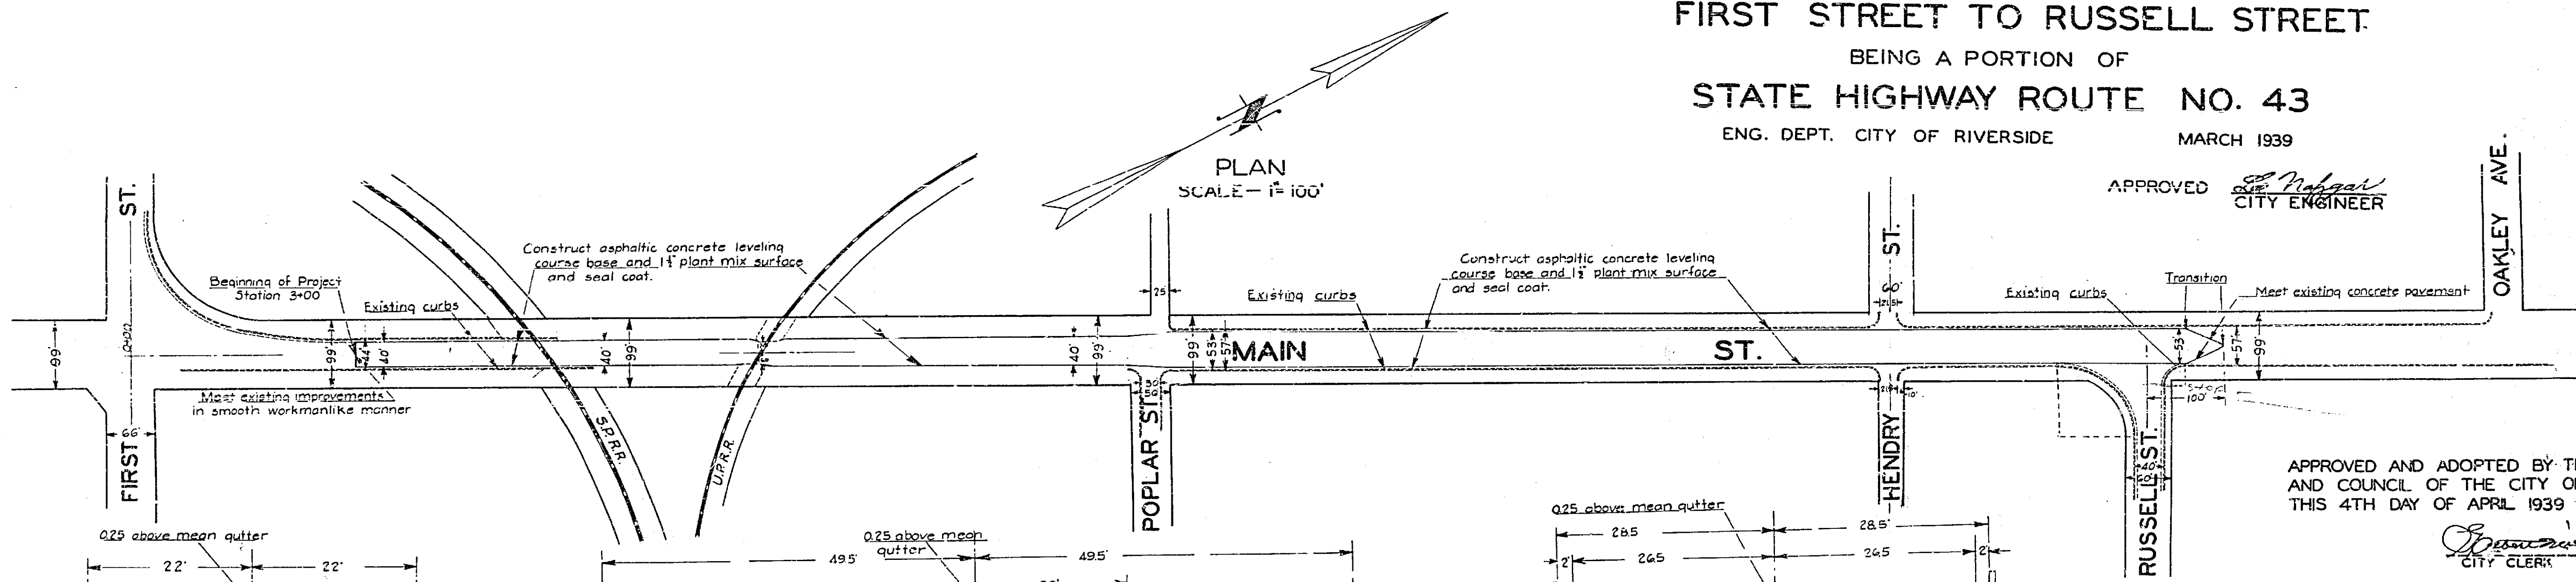 FIRST STREET TO RUSSELL STREET
BEING A PORTION OF
STATE HIGHWAY ROUTE NO. 43
ENG. DEPT. CITY OF RIVERSIDE MARCH 1939
APPROVED
CITY ENGINEER
PLAN
SCALE - 1"=100'
FIRST ST.
Beginning of Project
Station 3+00
Existing curbs
Construct asphaltic concrete leveling
course base and 1½" plant mix surface
and seal coat.
Existing curbs
Construct asphaltic concrete leveling
course base and 1½" plant mix surface
and seal coat.
HENDRY ST.
60'
25'
Existing curbs
Transition
Meet existing concrete pavement
OAKLEY AVE.
99'
99'
44'
40'
40'
99'
40'
99'
99'
53'
57'
MAIN ST.
53'
57'
99'
100'
Meet existing improvements
in smooth workmanlike manner
66'
S.P.R.R.
U.P.R.R.
POPLAR ST.
10'
RUSSELL ST.
40'
60'
APPROVED AND ADOPTED BY
AND COUNCIL OF THE CITY
THIS 4TH DAY OF APRIL 1939
CITY CLERK
0.25 above mean gutter
22' 22'
0.25 above mean
gutter
49.5' 49.5'
0.25 above mean gutter
28.5 28.5'
2' 26.5 26.5 2'